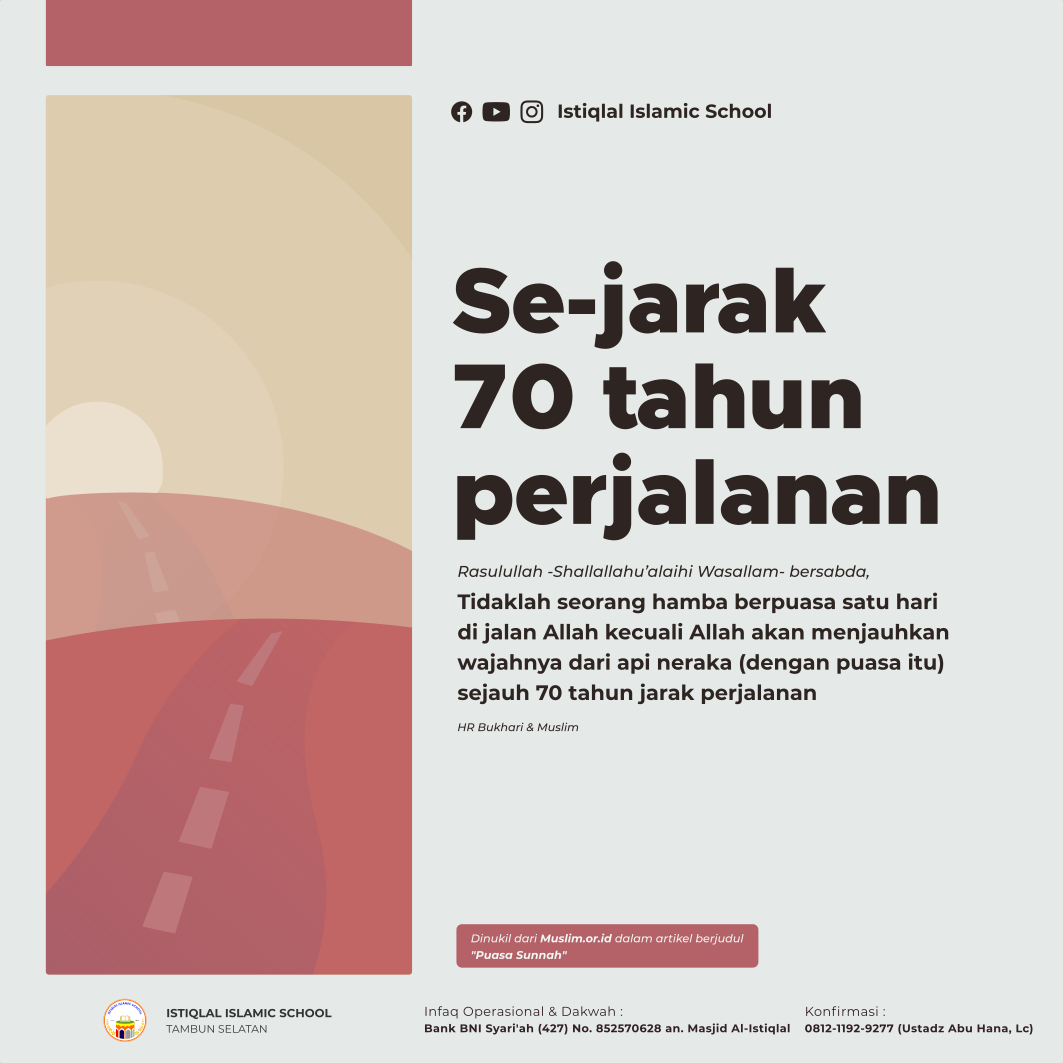 Istiqlal Islamic School
Se-jarak
70 tahun
perjalanan
Rasulullah -Shallallahu’alaihi Wasallam- bersabda,
Tidaklah seorang hamba berpuasa satu hari
di jalan Allah kecuali Allah akan menjauhkan
wajahnya dari api neraka (dengan puasa itu)
sejauh 70 tahun jarak perjalanan
HR Bukhari & Muslim
Dinukil dari Muslim.or.id dalam artikel berjudul
"Puasa Sunnah"
ISTIQLAL ISLAMIC SCHOOL
TAMBUN SELATAN
Infaq Operasional & Dakwah :
Bank BNI Syari'ah (427) No. 852570628 an. Masjid Al-Istiqlal
Konfirmasi :
0812-1192-9277 (Ustadz Abu Hana, Lc)